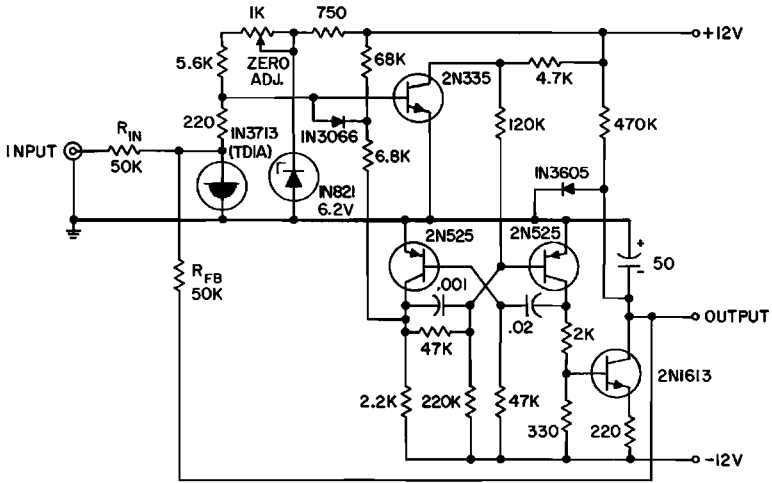 1K
750
+12V
5.6K
ZERO
ADJ.
68K
2N335
4.7K
220
1N3066
120K
470K
INPUT
R_IN
50K
1N3713
(TD1A)
6.8K
1N3605
1N821
6.2V
2N525
2N525
+
-
50
R_FB
50K
.001
.02
OUTPUT
47K
2K
2N1613
2.2K
220K
47K
330
220
-12V